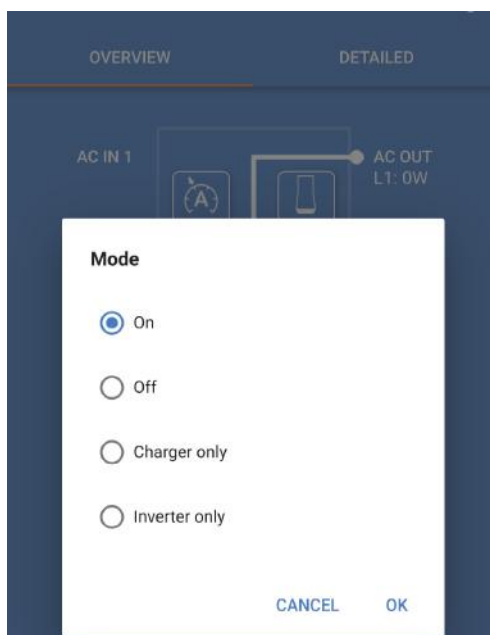 OVERVIEW
DETAILED
AC IN 1
AC OUT
L1: 0W
A
Mode
On
Off
Charger only
Inverter only
CANCEL
OK